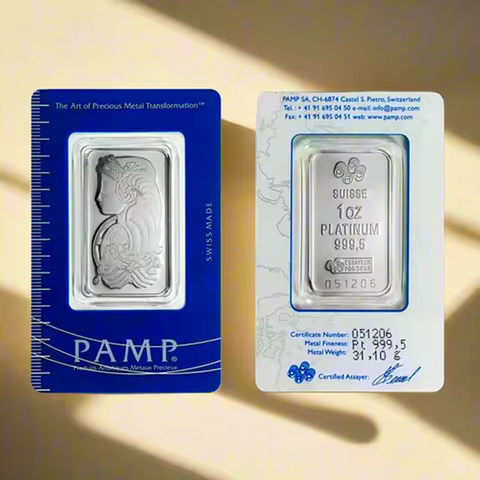 The Art of Precious Metal Transformation™
SWISS MADE
PAMP®
Produits Artistiques Métaux Précieux
PAMP SA, CH-6874 Castel S. Pietro, Switzerland
Tel.: + 41 91 695 04 50 e-mail: info@pamp.com
Fax: + 41 91 695 04 51 web: www.pamp.com
SUISSE
1 oz
PLATINUM
999,5
ESSAYEUR
FONDEUR
051206
Certificate Number: 051206
Metal Fineness: Pt 999,5
Metal Weight: 31,10 g
Certified Assayer: